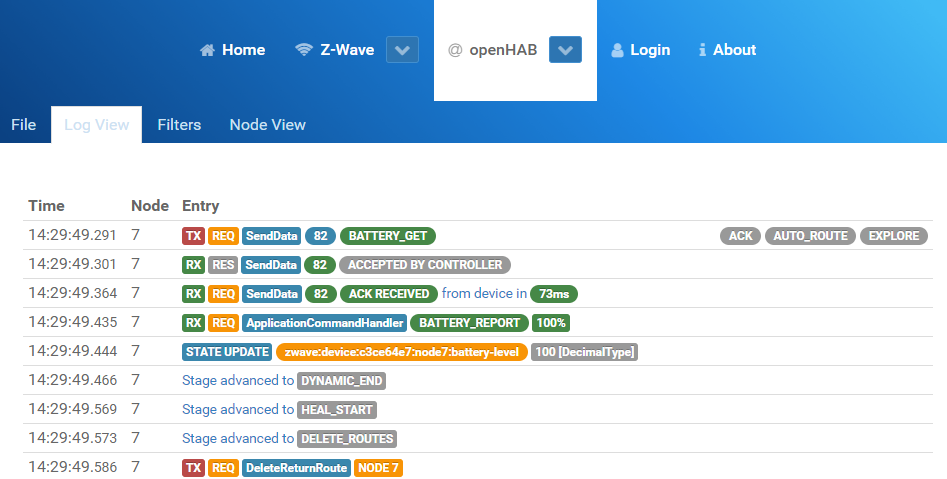 Home Z-Wave @ openHAB Login About
File Log View Filters Node View
Time Node Entry
14:29:49.291 7 TX REQ SendData 82 BATTERY_GET ACK AUTO_ROUTE EXPLORE
14:29:49.301 7 RX RES SendData 82 ACCEPTED BY CONTROLLER
14:29:49.364 7 RX REQ SendData 82 ACK RECEIVED from device in 73ms
14:29:49.435 7 RX REQ ApplicationCommandHandler BATTERY_REPORT 100%
14:29:49.444 7 STATE UPDATE zwave:device:c3ce64e7:node7:battery-level 100 [DecimalType]
14:29:49.466 7 Stage advanced to DYNAMIC_END
14:29:49.569 7 Stage advanced to HEAL_START
14:29:49.573 7 Stage advanced to DELETE_ROUTES
14:29:49.586 7 TX REQ DeleteReturnRoute NODE 7